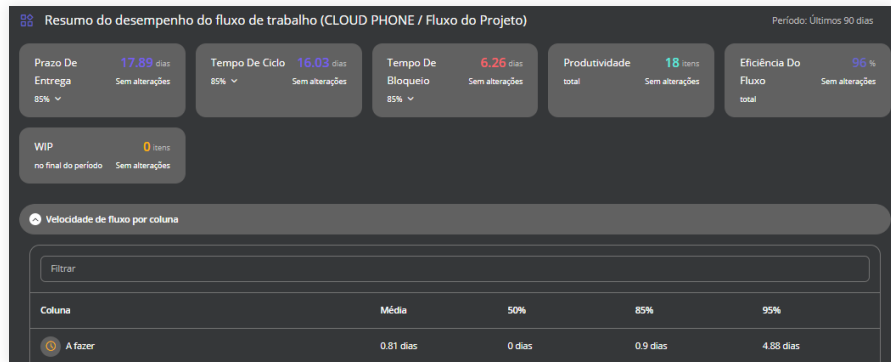 Resumo do desempenho do fluxo de trabalho (CLOUD PHONE / Fluxo do Projeto)
Período: Últimos 90 dias
Prazo De Entrega 17.89 dias
Sem alterações
85%
Tempo De Ciclo 16.03 dias
85% Sem alterações
Tempo De Bloqueio 6.26 dias
Sem alterações
85%
Produtividade 18 itens
total Sem alterações
Eficiência Do Fluxo 96 %
Sem alterações
total
WIP 0 itens
no final do período Sem alterações
Velocidade de fluxo por coluna
Filtrar
Coluna Média 50% 85% 95%
A fazer 0.81 dias 0 dias 0.9 dias 4.88 dias